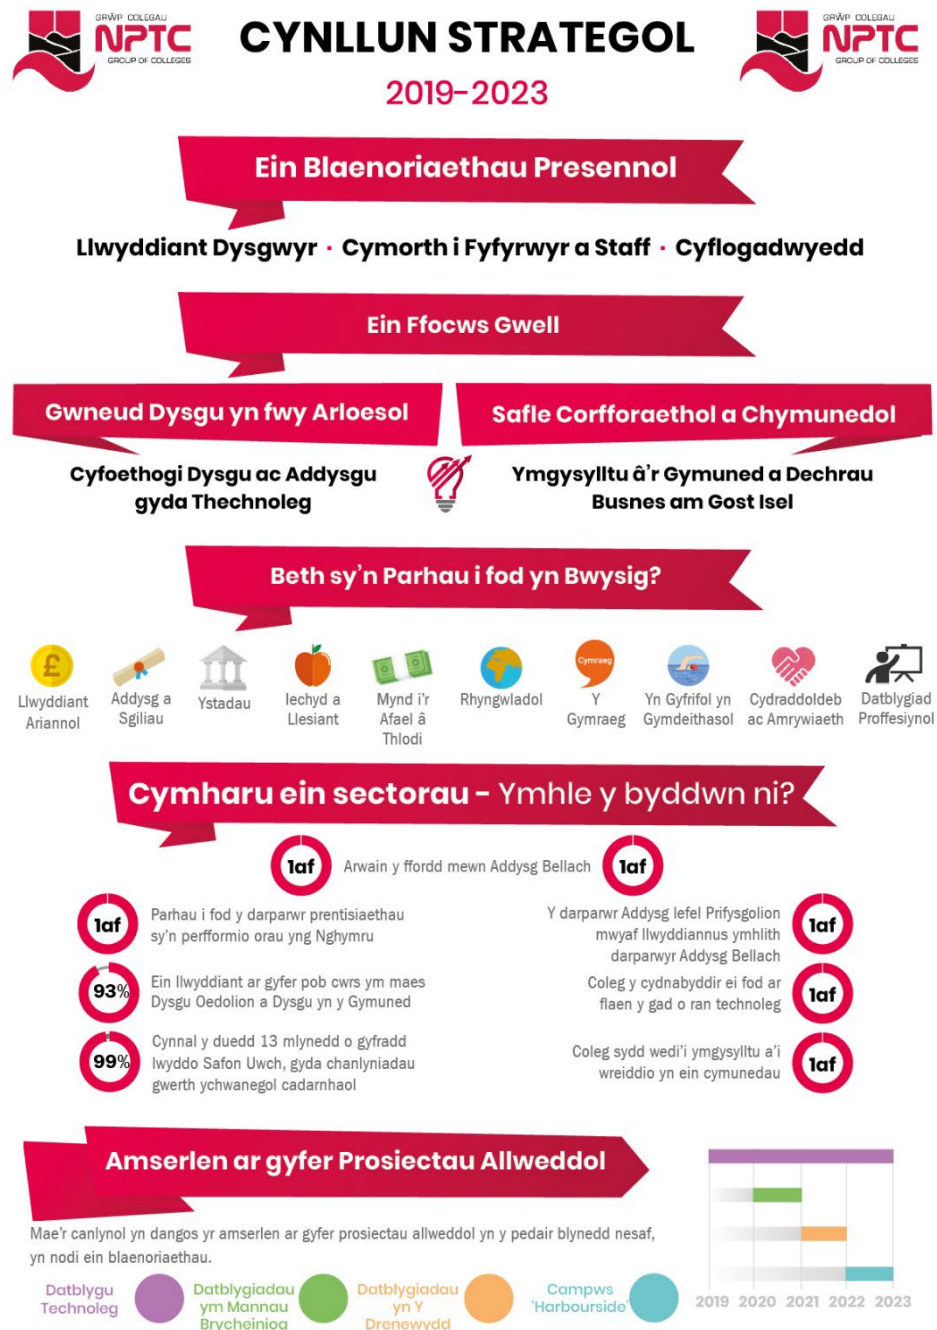 GRŴP COLEGAU
NPTC
GROUP OF COLLEGES
CYNLLUN STRATEGOL
2019-2023
GRŴP COLEGAU
NPTC
GROUP OF COLLEGES
Ein Blaenoriaethau Presennol
Llwyddiant Dysgwyr · Cymorth i Fyfyrwyr a Staff · Cyflogadwyedd
Ein Ffocws Gwell
Gwneud Dysgu yn fwy Arloesol
Cyfoethogi Dysgu ac Addysgu
gyda Thechnoleg
Safle Corfforaethol a Chymunedol
Ymgysylltu â'r Gymuned a Dechrau
Busnes am Gost Isel
Beth sy'n Parhau i fod yn Bwysig?
£
Llwyddiant
Ariannol
Addysg a
Sgiliau
Ystadau
Iechyd a
Llesiant
Mynd i'r
Afael â
Thlodi
Rhyngwladol
Cymraeg
Y
Gymraeg
Yn Gyfrifol yn
Gymdeithasol
Cydraddoldeb
ac Amrywiaeth
Datblygiad
Proffesiynol
Cymharu ein sectorau – Ymhle y byddwn ni?
1af
Arwain y ffordd mewn Addysg Bellach
1af
1af
Parhau i fod y darparwr prentisiaethau
sy'n perfformio orau yng Nghymru
93%
Ein llwyddiant ar gyfer pob cwrs ym maes
Dysgu Oedolion a Dysgu yn y Gymuned
99%
Cynnal y duedd 13 mlynedd o gyfradd
lwyddo Safon Uwch, gyda chanlyniadau
gwerth ychwanegol cadarnhaol
Y darparwr Addysg lefel Prifysgolion
mwyaf llwyddiannus ymhlith
darparwyr Addysg Bellach
1af
Coleg y cydnabyddir ei fod ar
flaen y gad o ran technoleg
1af
Coleg sydd wedi'i ymgysylltu a'i
wreiddio yn ein cymunedau
1af
Amserlen ar gyfer Prosiectau Allweddol
Mae'r canlynol yn dangos yr amserlen ar gyfer prosiectau allweddol yn y pedair blynedd nesaf,
yn nodi ein blaenoriaethau.
Datblygu
Technoleg
Datblygiadau
ym Mannau
Brycheiniog
Datblygiadau
yn Y
Drenewydd
Campws
'Harbourside'
2019 2020 2021 2022 2023